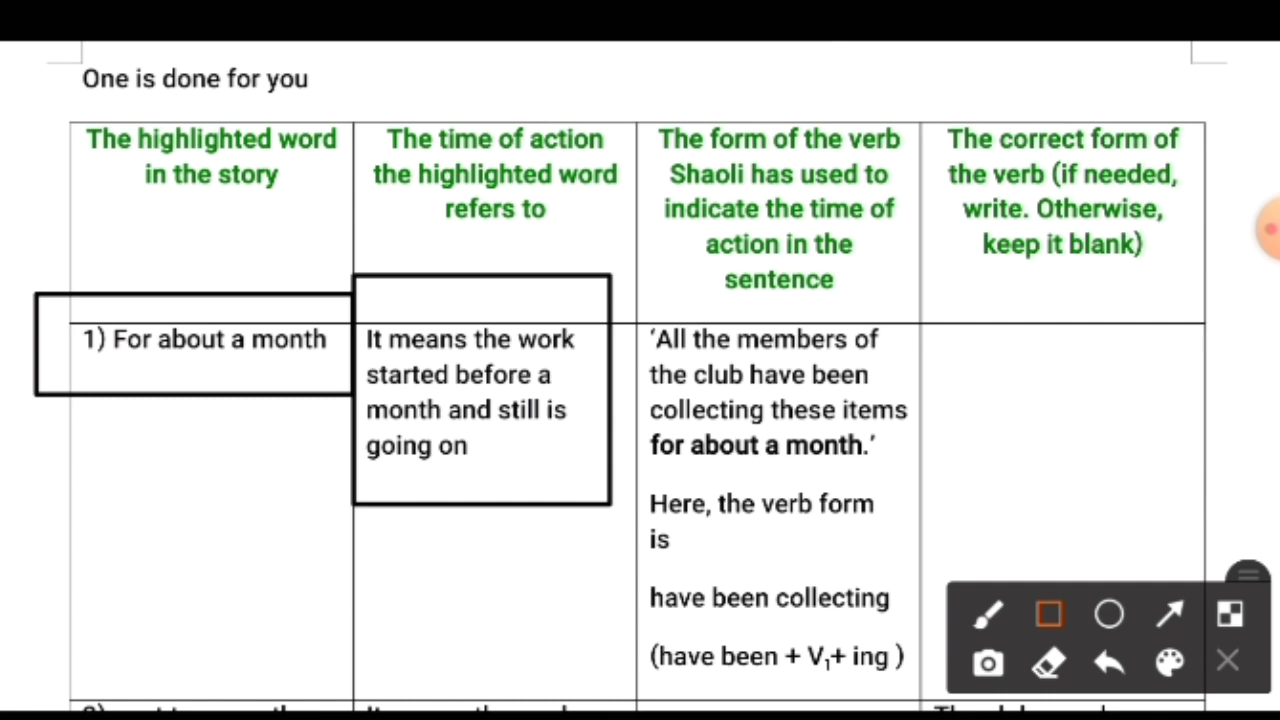 One is done for you
The highlighted word
in the story
The time of action
the highlighted word
refers to
The form of the verb
Shaoli has used to
indicate the time of
action in the
sentence
The correct form of
the verb (if needed,
write. Otherwise,
keep it blank)
1) For about a month
It means the work
started before a
month and still is
going on
‘All the members of
the club have been
collecting these items
for about a month.’
Here, the verb form
is
have been collecting
(have been + V₁+ ing )